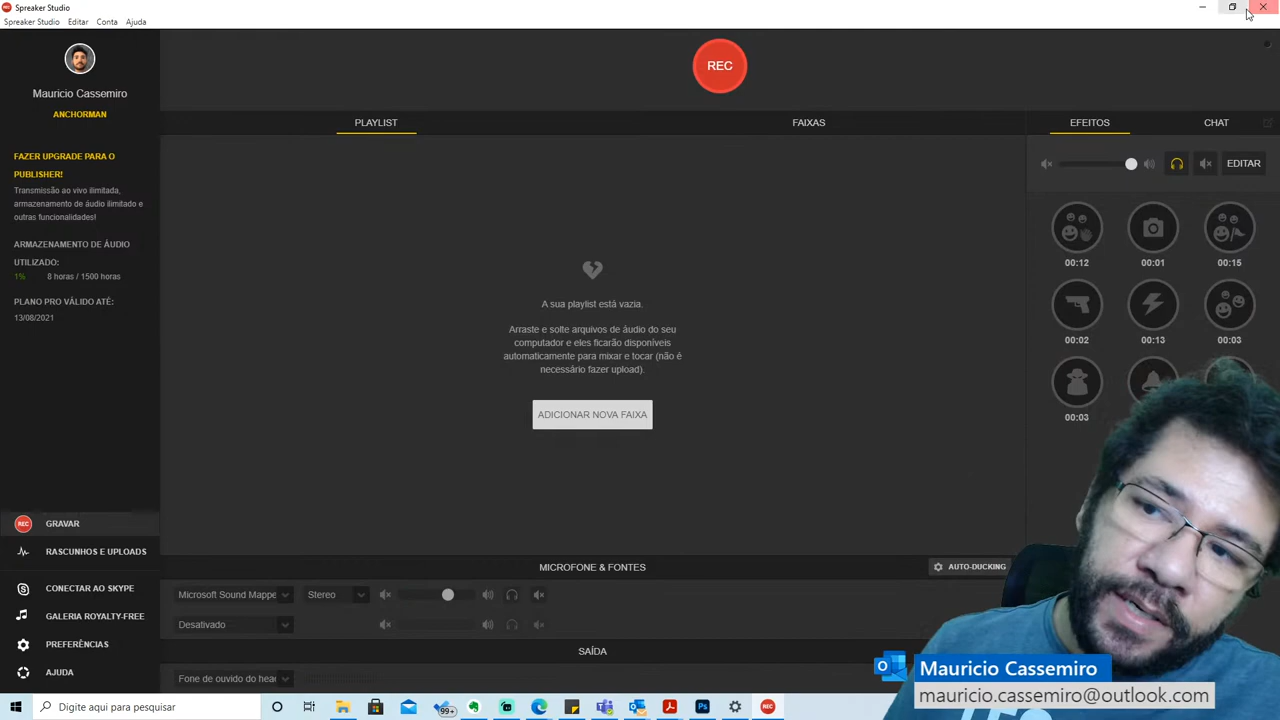 Spreaker Studio
Spreaker Studio Editar Conta Ajuda
Mauricio Cassemiro
ANCHORMAN
FAZER UPGRADE PARA O
PUBLISHER!
Transmissão ao vivo ilimitada,
armazenamento de áudio ilimitado e
outras funcionalidades!
ARMAZENAMENTO DE ÁUDIO
UTILIZADO:
1% 8 horas / 1500 horas
PLANO PRO VÁLIDO ATÉ:
13/08/2021
REC GRAVAR
RASCUNHOS E UPLOADS
CONECTAR AO SKYPE
GALERIA ROYALTY-FREE
PREFERÊNCIAS
AJUDA
REC
PLAYLIST FAIXAS
A sua playlist está vazia.
Arraste e solte arquivos de áudio do seu
computador e eles ficarão disponíveis
automaticamente para mixar e tocar (não é
necessário fazer upload).
ADICIONAR NOVA FAIXA
MICROFONE & FONTES
AUTO-DUCKING
Microsoft Sound Mappe Stereo
Desativado
SAÍDA
Fone de ouvido do head
EFEITOS CHAT
EDITAR
00:12 00:01 00:15
00:02 00:13 00:03
00:03
Mauricio Cassemiro
mauricio.cassemiro@outlook.com
Digite aqui para pesquisar
99+
REC